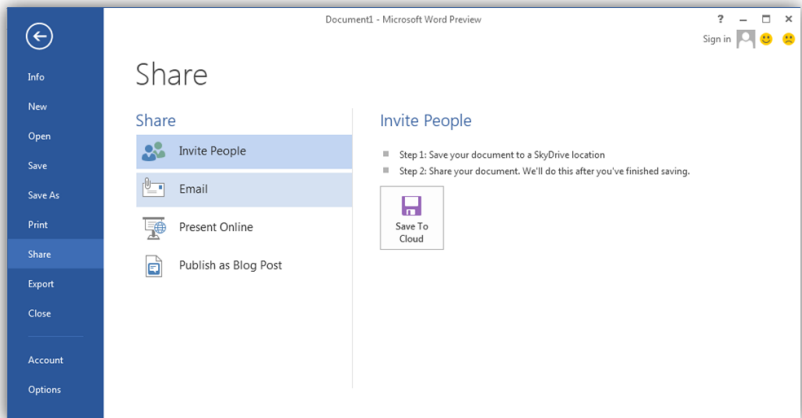 Document1 - Microsoft Word Preview
?
Sign in
Info
New
Open
Save
Save As
Print
Share
Export
Close
Account
Options
Share
Share
Invite People
Email
Present Online
Publish as Blog Post
Invite People
Step 1: Save your document to a SkyDrive location
Step 2: Share your document. We'll do this after you've finished saving.
Save To
Cloud